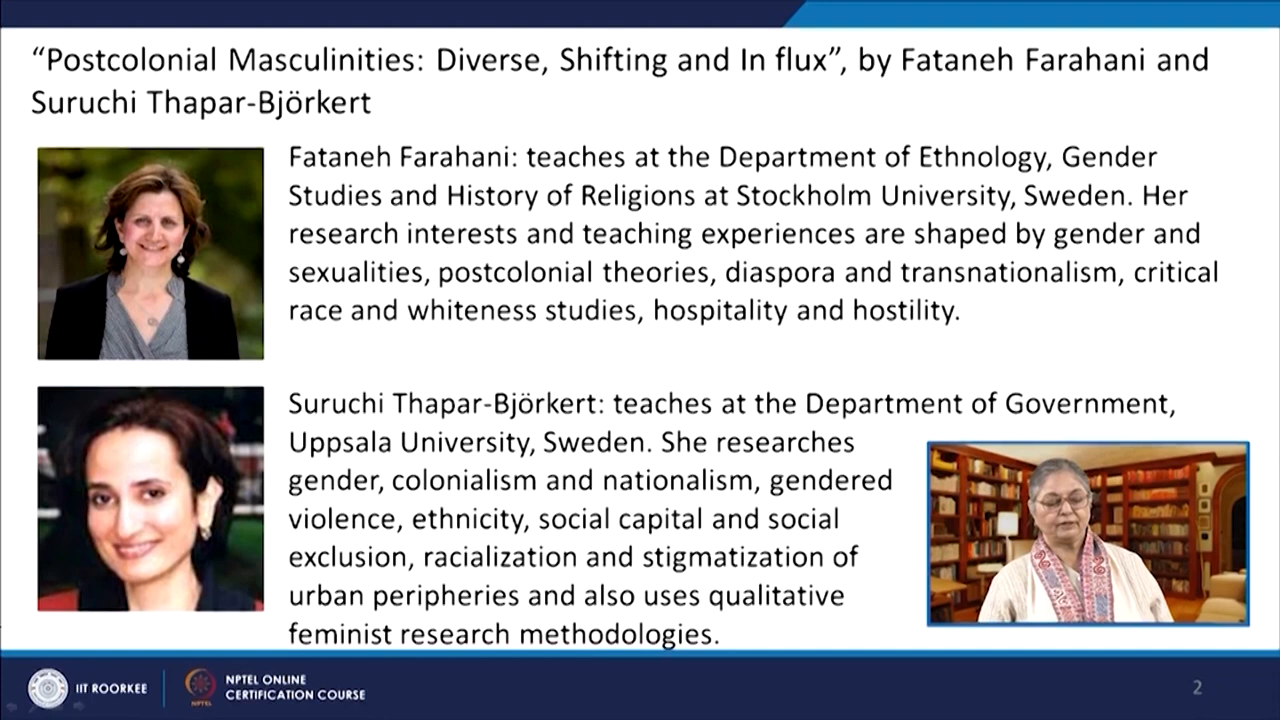 “Postcolonial Masculinities: Diverse, Shifting and In flux”, by Fataneh Farahani and
Suruchi Thapar-Björkert
Fataneh Farahani: teaches at the Department of Ethnology, Gender
Studies and History of Religions at Stockholm University, Sweden. Her
research interests and teaching experiences are shaped by gender and
sexualities, postcolonial theories, diaspora and transnationalism, critical
race and whiteness studies, hospitality and hostility.
Suruchi Thapar-Björkert: teaches at the Department of Government,
Uppsala University, Sweden. She researches
gender, colonialism and nationalism, gendered
violence, ethnicity, social capital and social
exclusion, racialization and stigmatization of
urban peripheries and also uses qualitative
feminist research methodologies.
IIT ROORKEE
NPTEL
NPTEL ONLINE
CERTIFICATION COURSE
2